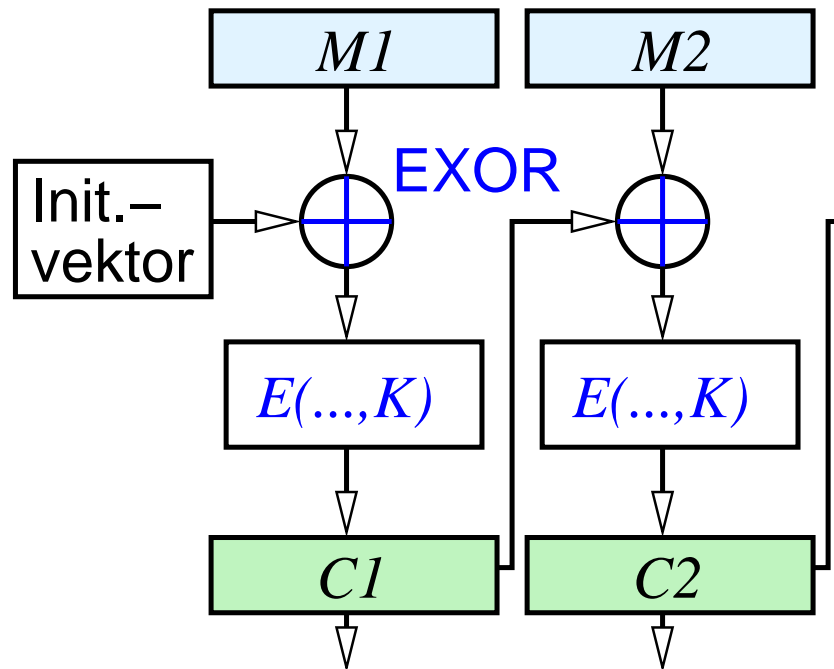 M1
M2
EXOR
Init.–
vektor
E(...,K)
E(...,K)
C1
C2